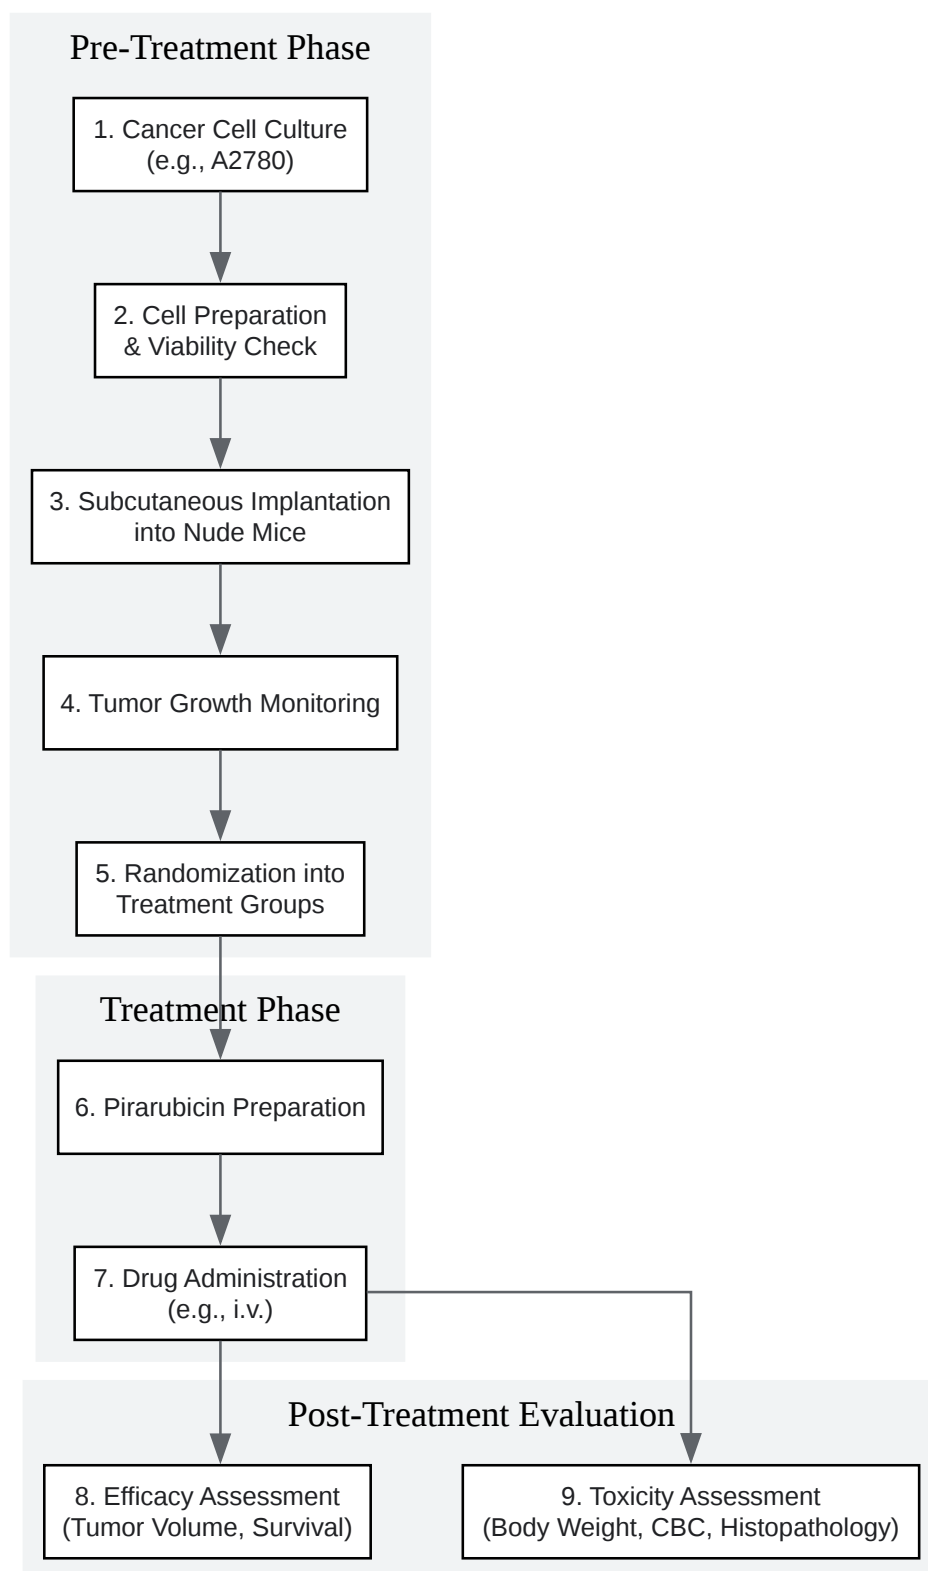 Pre-Treatment Phase
1. Cancer Cell Culture
(e.g., A2780)
2. Cell Preparation
& Viability Check
3. Subcutaneous Implantation
into Nude Mice
4. Tumor Growth Monitoring
5. Randomization into
Treatment Groups
Treatment Phase
6. Pirarubicin Preparation
7. Drug Administration
(e.g., i.v.)
Post-Treatment Evaluation
8. Efficacy Assessment
(Tumor Volume, Survival)
9. Toxicity Assessment
(Body Weight, CBC, Histopathology)